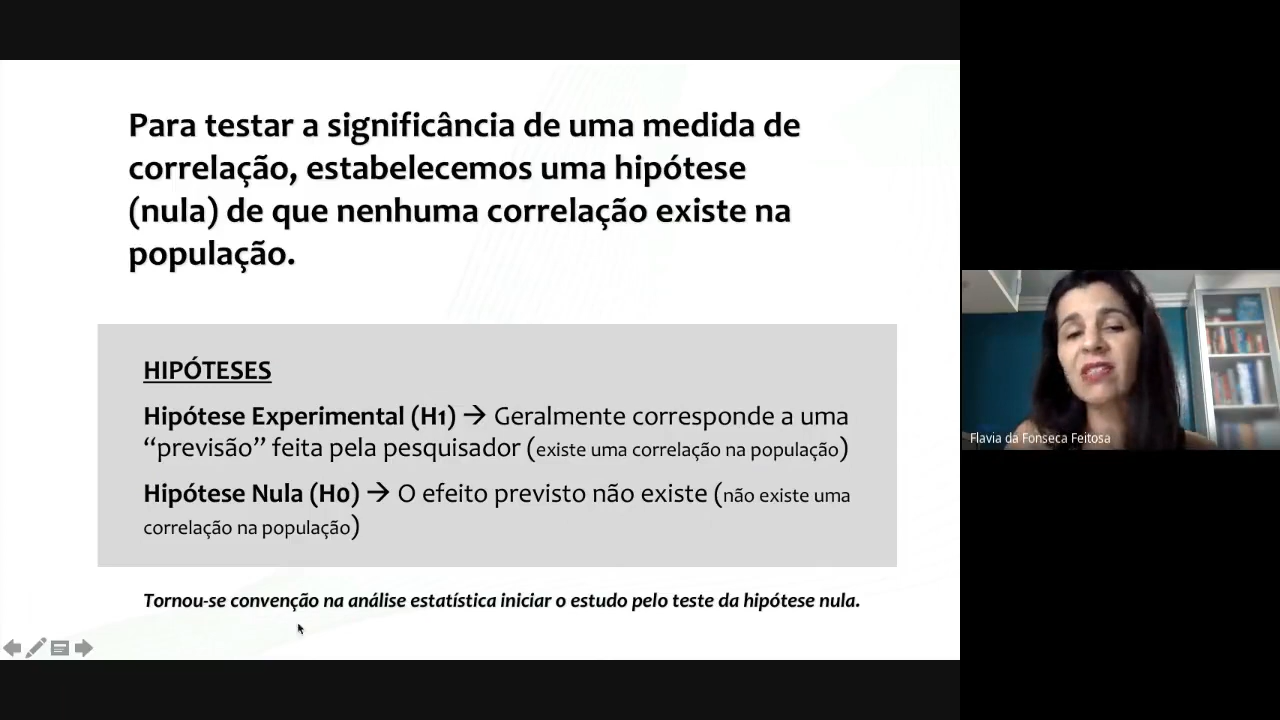 Para testar a significância de uma medida de
correlação, estabelecemos uma hipótese
(nula) de que nenhuma correlação existe na
população.
HIPÓTESES
Hipótese Experimental (H1) → Geralmente corresponde a uma
“previsão” feita pela pesquisador (existe uma correlação na população)
Hipótese Nula (H0) → O efeito previsto não existe (não existe uma
correlação na população)
Tornou-se convenção na análise estatística iniciar o estudo pelo teste da hipótese nula.
Flavia da Fonseca Feitosa